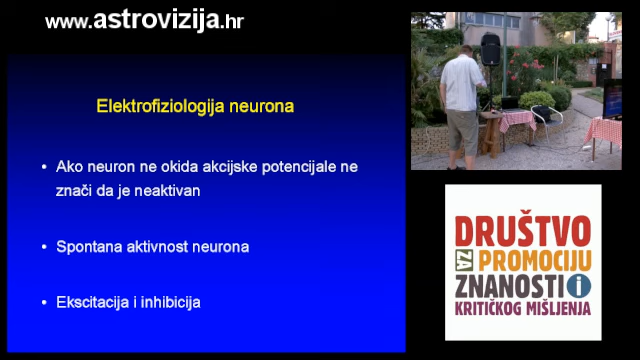 www.astrovizija.hr
Elektrofiziologija neurona
• Ako neuron ne okida akcijske potencijale ne
znači da je neaktivan
• Spontana aktivnost neurona
• Ekscitacija i inhibicija
DRUŠTVO
ZA PROMOCIJU
ZNANOSTI i
KRITIČKOG MIŠLJENJA